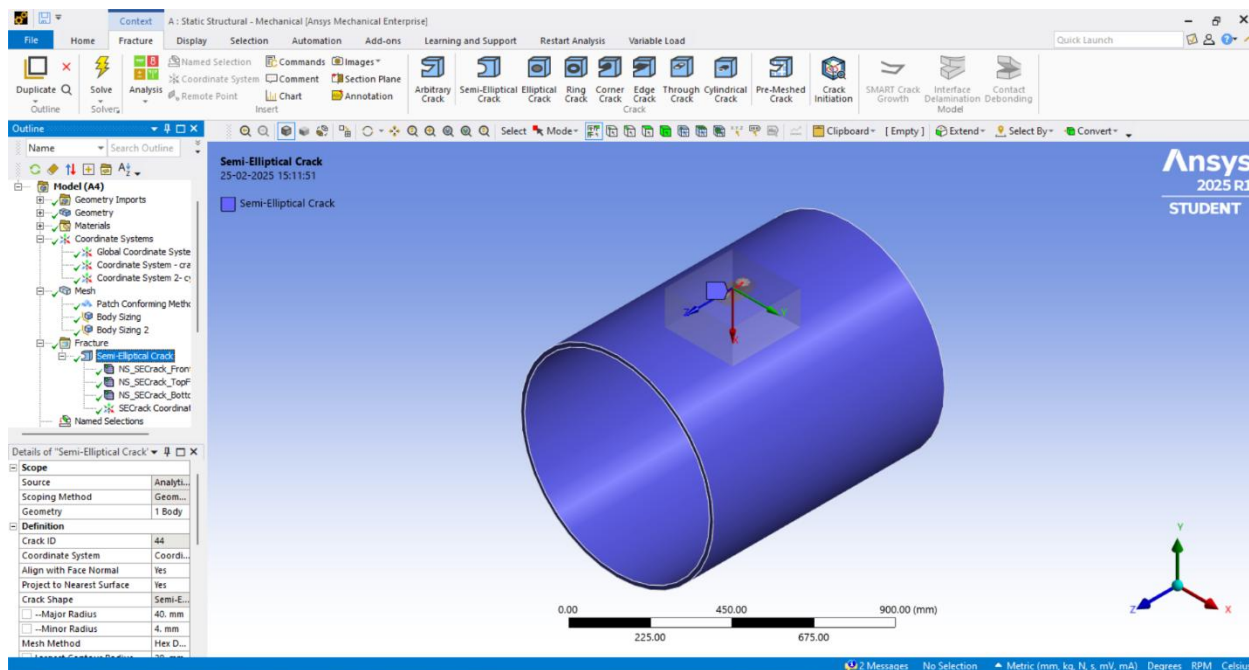 Context A : Static Structural - Mechanical [Ansys Mechanical Enterprise]
File Home Fracture Display Selection Automation Add-ons Learning and Support Restart Analysis Variable Load Quick Launch
Duplicate Q Solve Analysis Named Selection Commands Images
Coordinate System Comment Section Plane
Remote Point Chart Annotation
Arbitrary Crack Semi-Elliptical Crack Elliptical Crack Ring Crack Corner Crack Edge Crack Through Crack Cylindrical Crack Pre-Meshed Crack Crack Initiation SMART Crack Growth Interface Delamination Contact Debonding
Outline Solver Insert Crack Model
Outline
Name Search Outline
Select Mode Clipboard [ Empty ] Extend Select By Convert
Model (A4)
Geometry Imports
Geometry
Materials
Coordinate Systems
Global Coordinate Syste
Coordinate System - cra
Coordinate System 2- cy
Mesh
Patch Conforming Metho
Body Sizing
Body Sizing 2
Fracture
Semi-Elliptical Crack
NS_SECrack_Front
NS_SECrack_TopF
NS_SECrack_Botto
SECrack Coordinat
Named Selections
Details of "Semi-Elliptical Crack"
Scope
Source Analyti...
Scoping Method Geom...
Geometry 1 Body
Definition
Crack ID 44
Coordinate System Coordi...
Align with Face Normal Yes
Project to Nearest Surface Yes
Crack Shape Semi-E...
--Major Radius 40. mm
--Minor Radius 4. mm
Mesh Method Hex D...
Semi-Elliptical Crack
25-02-2025 15:11:51
Semi-Elliptical Crack
Ansys
2025 R1
STUDENT
Z X Y
0.00 450.00 900.00 (mm)
225.00 675.00
Y
Z X
2 Messages No Selection Metric (mm, kg, N, s, mV, mA) Degrees RPM Celsiu